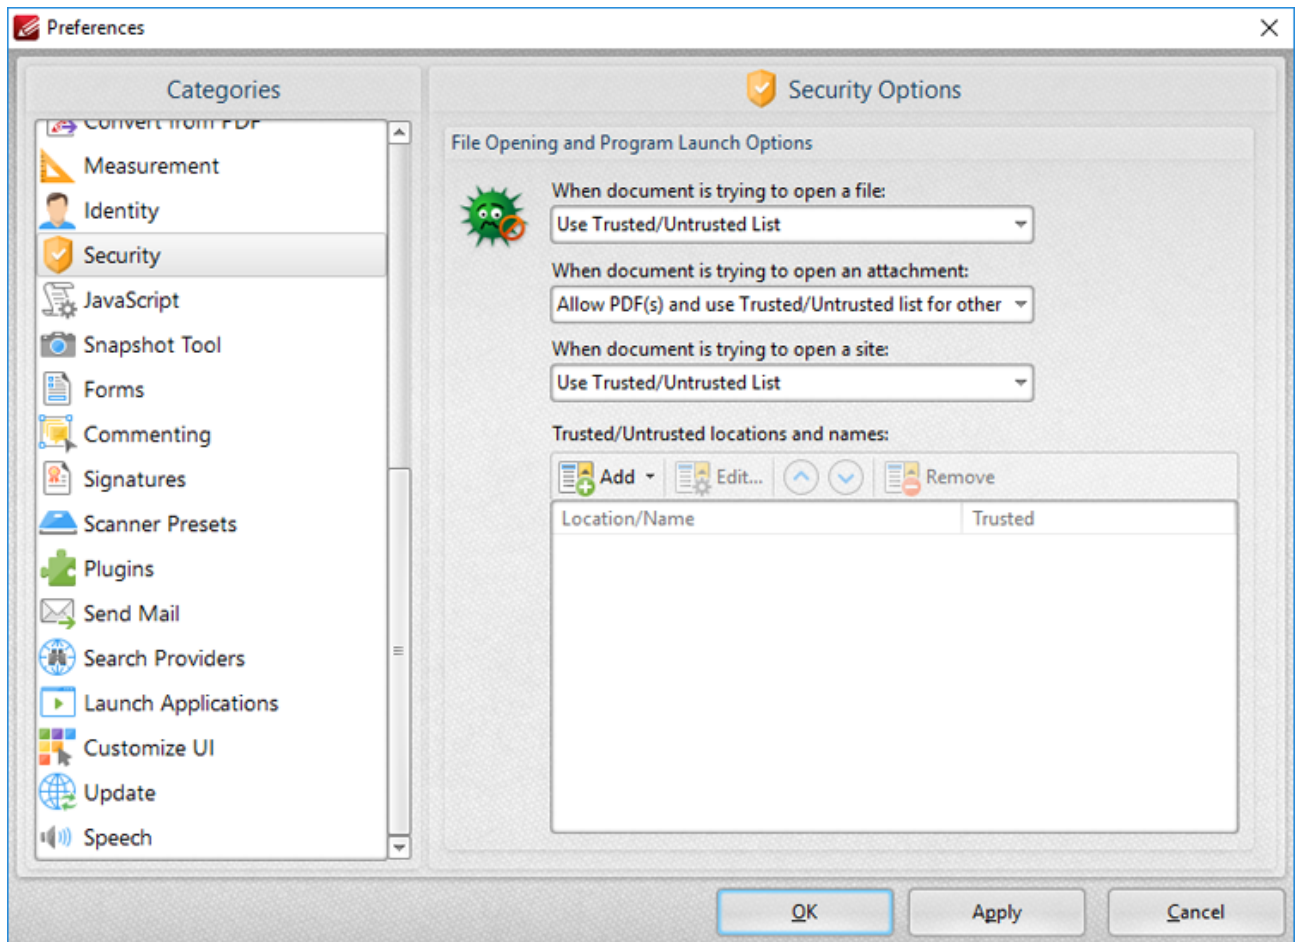 Preferences
Categories
Convert from PDF
Measurement
Identity
Security
JavaScript
Snapshot Tool
Forms
Commenting
Signatures
Scanner Presets
Plugins
Send Mail
Search Providers
Launch Applications
Customize UI
Update
Speech
Security Options
File Opening and Program Launch Options
When document is trying to open a file:
Use Trusted/Untrusted List
When document is trying to open an attachment:
Allow PDF(s) and use Trusted/Untrusted list for other
When document is trying to open a site:
Use Trusted/Untrusted List
Trusted/Untrusted locations and names:
Add Edit... Remove
Location/Name Trusted
OK Apply Cancel